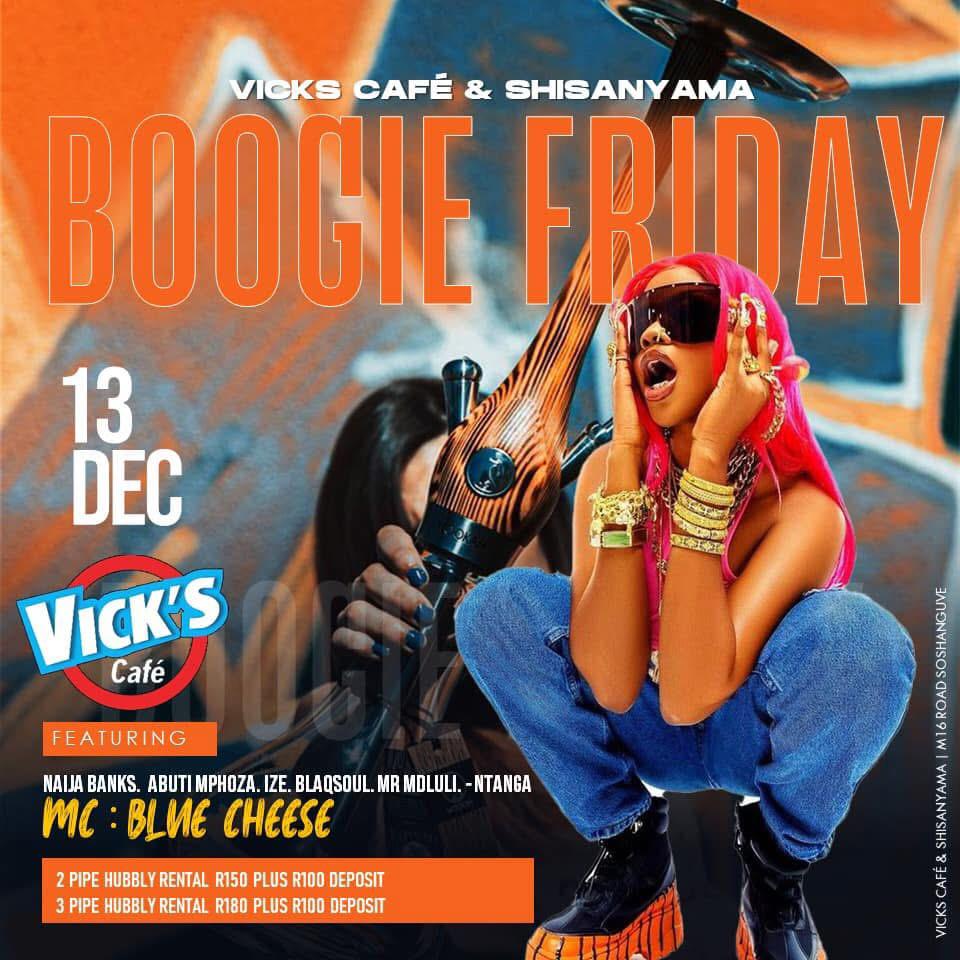 VICKS CAFÉ & SHISANYAMA
BOOGIE FRIDAY
13
DEC
VICK'S
Café
BOOGIE
FEATURING
NAIJA BANKS. ABUTI MPHOZA. IZE. BLAQSOUL. MR MDLULI. - NTANGA
MC : BLUE CHEESE
2 PIPE HUBBLY RENTAL R150 PLUS R100 DEPOSIT
3 PIPE HUBBLY RENTAL R180 PLUS R100 DEPOSIT
VICKS CAFÉ & SHISANYAMA | M16 ROAD SOSHANGUVE